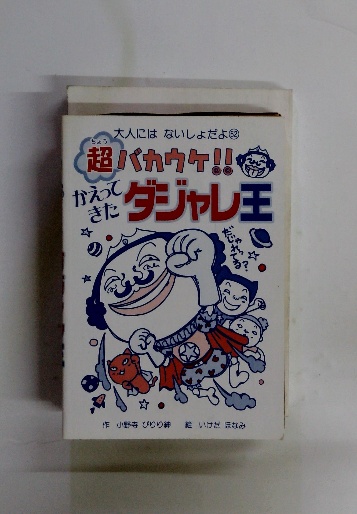 大人には ないしょだよ52
ちょう
超バカウケ!!
かえって
きた
ダジャレ王
だじゃれ
作 小野寺 ぴりり紳 絵 いけだ ほなみ